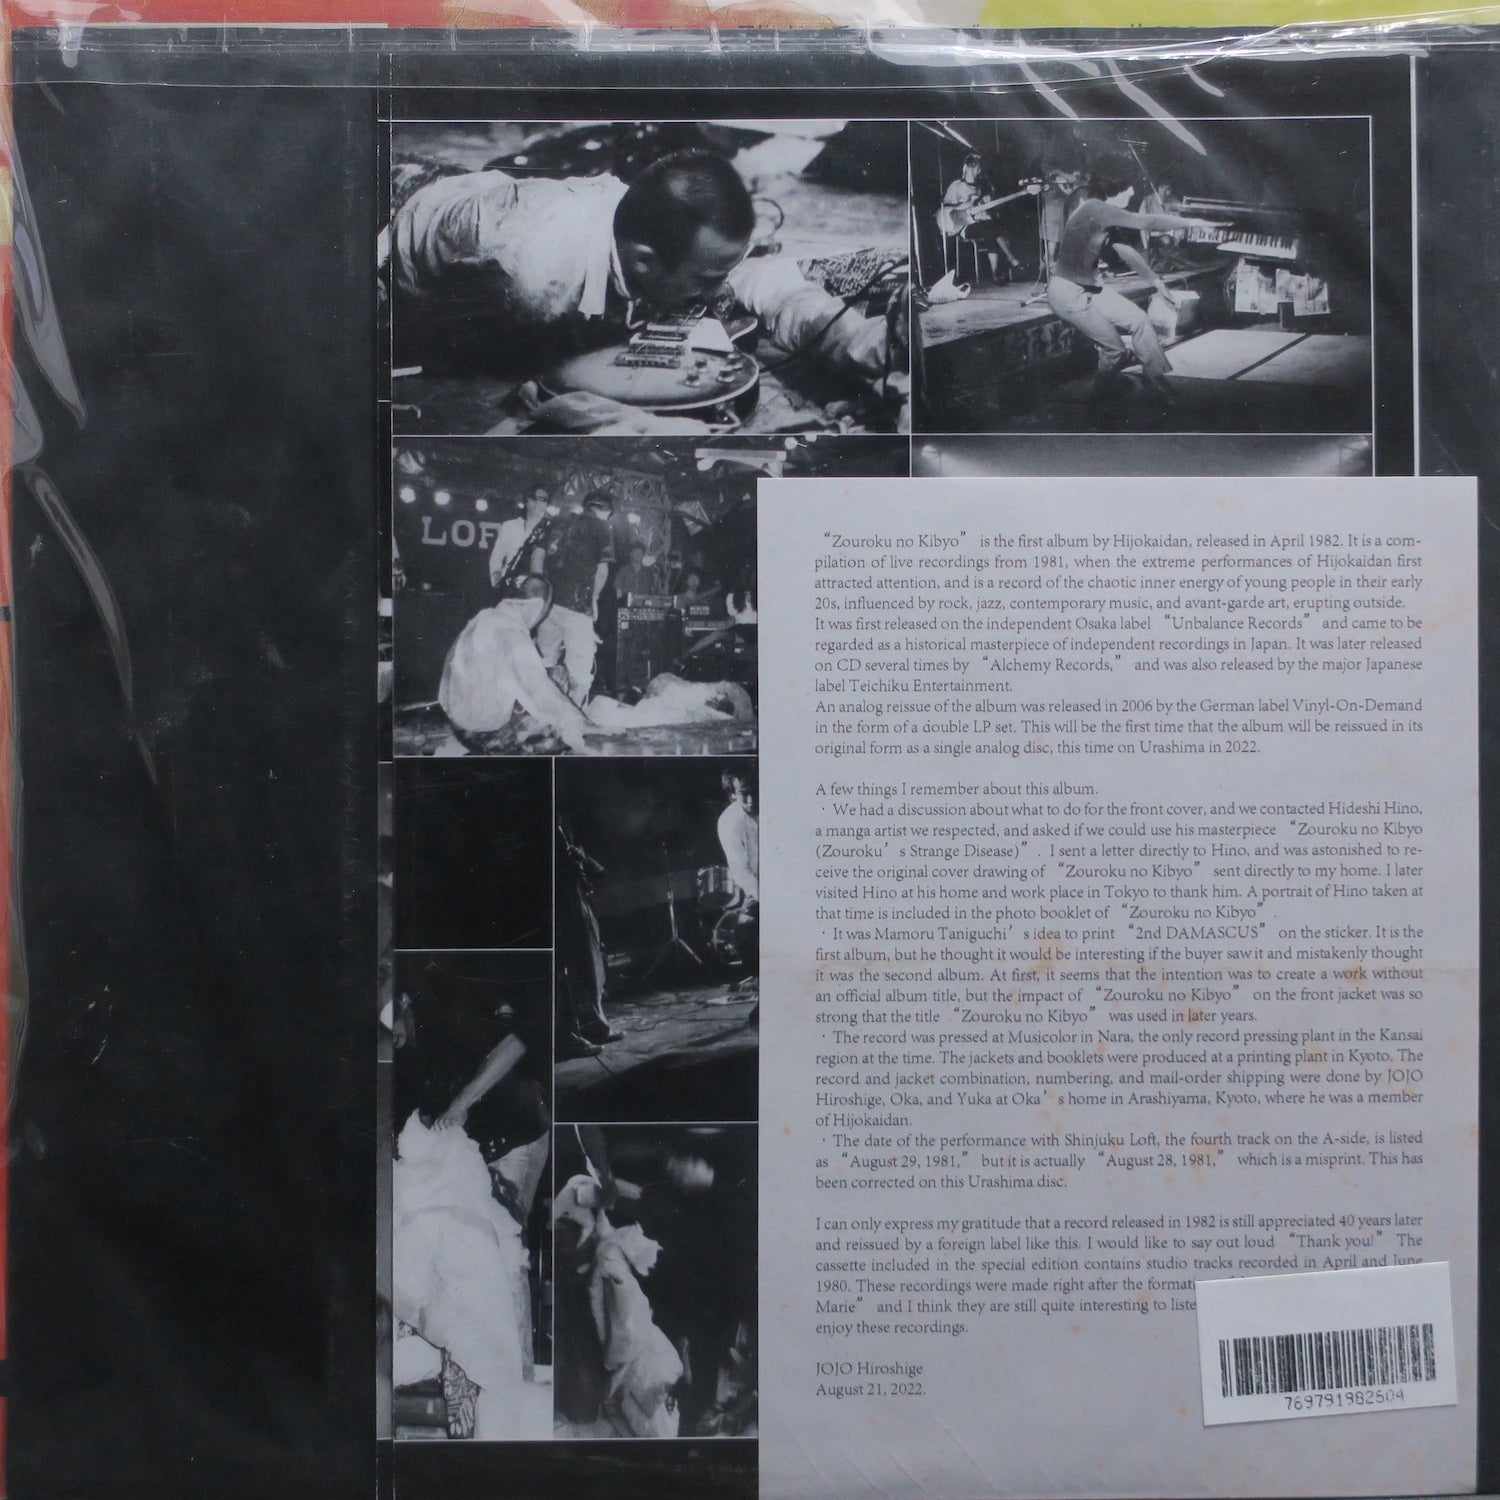 LOF
“Zouroku no Kibyo” is the first album by Hijokaidan, released in April 1982. It is a com-
pilation of live recordings from 1981, when the extreme performances of Hijokaidan first
attracted attention, and is a record of the chaotic inner energy of young people in their early
20s, influenced by rock, jazz, contemporary music, and avant-garde art, erupting outside.
It was first released on the independent Osaka label “Unbalance Records” and came to be
regarded as a historical masterpiece of independent recordings in Japan. It was later released
on CD several times by “Alchemy Records,” and was also released by the major Japanese
label Teichiku Entertainment.
An analog reissue of the album was released in 2006 by the German label Vinyl-On-Demand
in the form of a double LP set. This will be the first time that the album will be reissued in its
original form as a single analog disc, this time on Urashima in 2022.
A few things I remember about this album.
・We had a discussion about what to do for the front cover, and we contacted Hideshi Hino,
a manga artist we respected, and asked if we could use his masterpiece “Zouroku no Kibyo
(Zouroku’s Strange Disease)”. I sent a letter directly to Hino, and was astonished to re-
ceive the original cover drawing of “Zouroku no Kibyo” sent directly to my home. I later
visited Hino at his home and work place in Tokyo to thank him. A portrait of Hino taken at
that time is included in the photo booklet of “Zouroku no Kibyo”.
・It was Mamoru Taniguchi’s idea to print “2nd DAMASCUS” on the sticker. It is the
first album, but he thought it would be interesting if the buyer saw it and mistakenly thought
it was the second album. At first, it seems that the intention was to create a work without
an official album title, but the impact of “Zouroku no Kibyo” on the front jacket was so
strong that the title “Zouroku no Kibyo” was used in later years.
・The record was pressed at Musicolor in Nara, the only record pressing plant in the Kansai
region at the time. The jackets and booklets were produced at a printing plant in Kyoto. The
record and jacket combination, numbering, and mail-order shipping were done by JOJO
Hiroshige, Oka, and Yuka at Oka’s home in Arashiyama, Kyoto, where he was a member
of Hijokaidan.
・The date of the performance with Shinjuku Loft, the fourth track on the A-side, is listed
as “August 29, 1981,” but it is actually “August 28, 1981,” which is a misprint. This has
been corrected on this Urashima disc.
I can only express my gratitude that a record released in 1982 is still appreciated 40 years later
and reissued by a foreign label like this. I would like to say out loud “Thank you!” The
cassette included in the special edition contains studio tracks recorded in April and June
1980. These recordings were made right after the formati
Marie” and I think they are still quite interesting to liste
enjoy these recordings.
JOJO Hiroshige
August 21, 2022.
769791982604